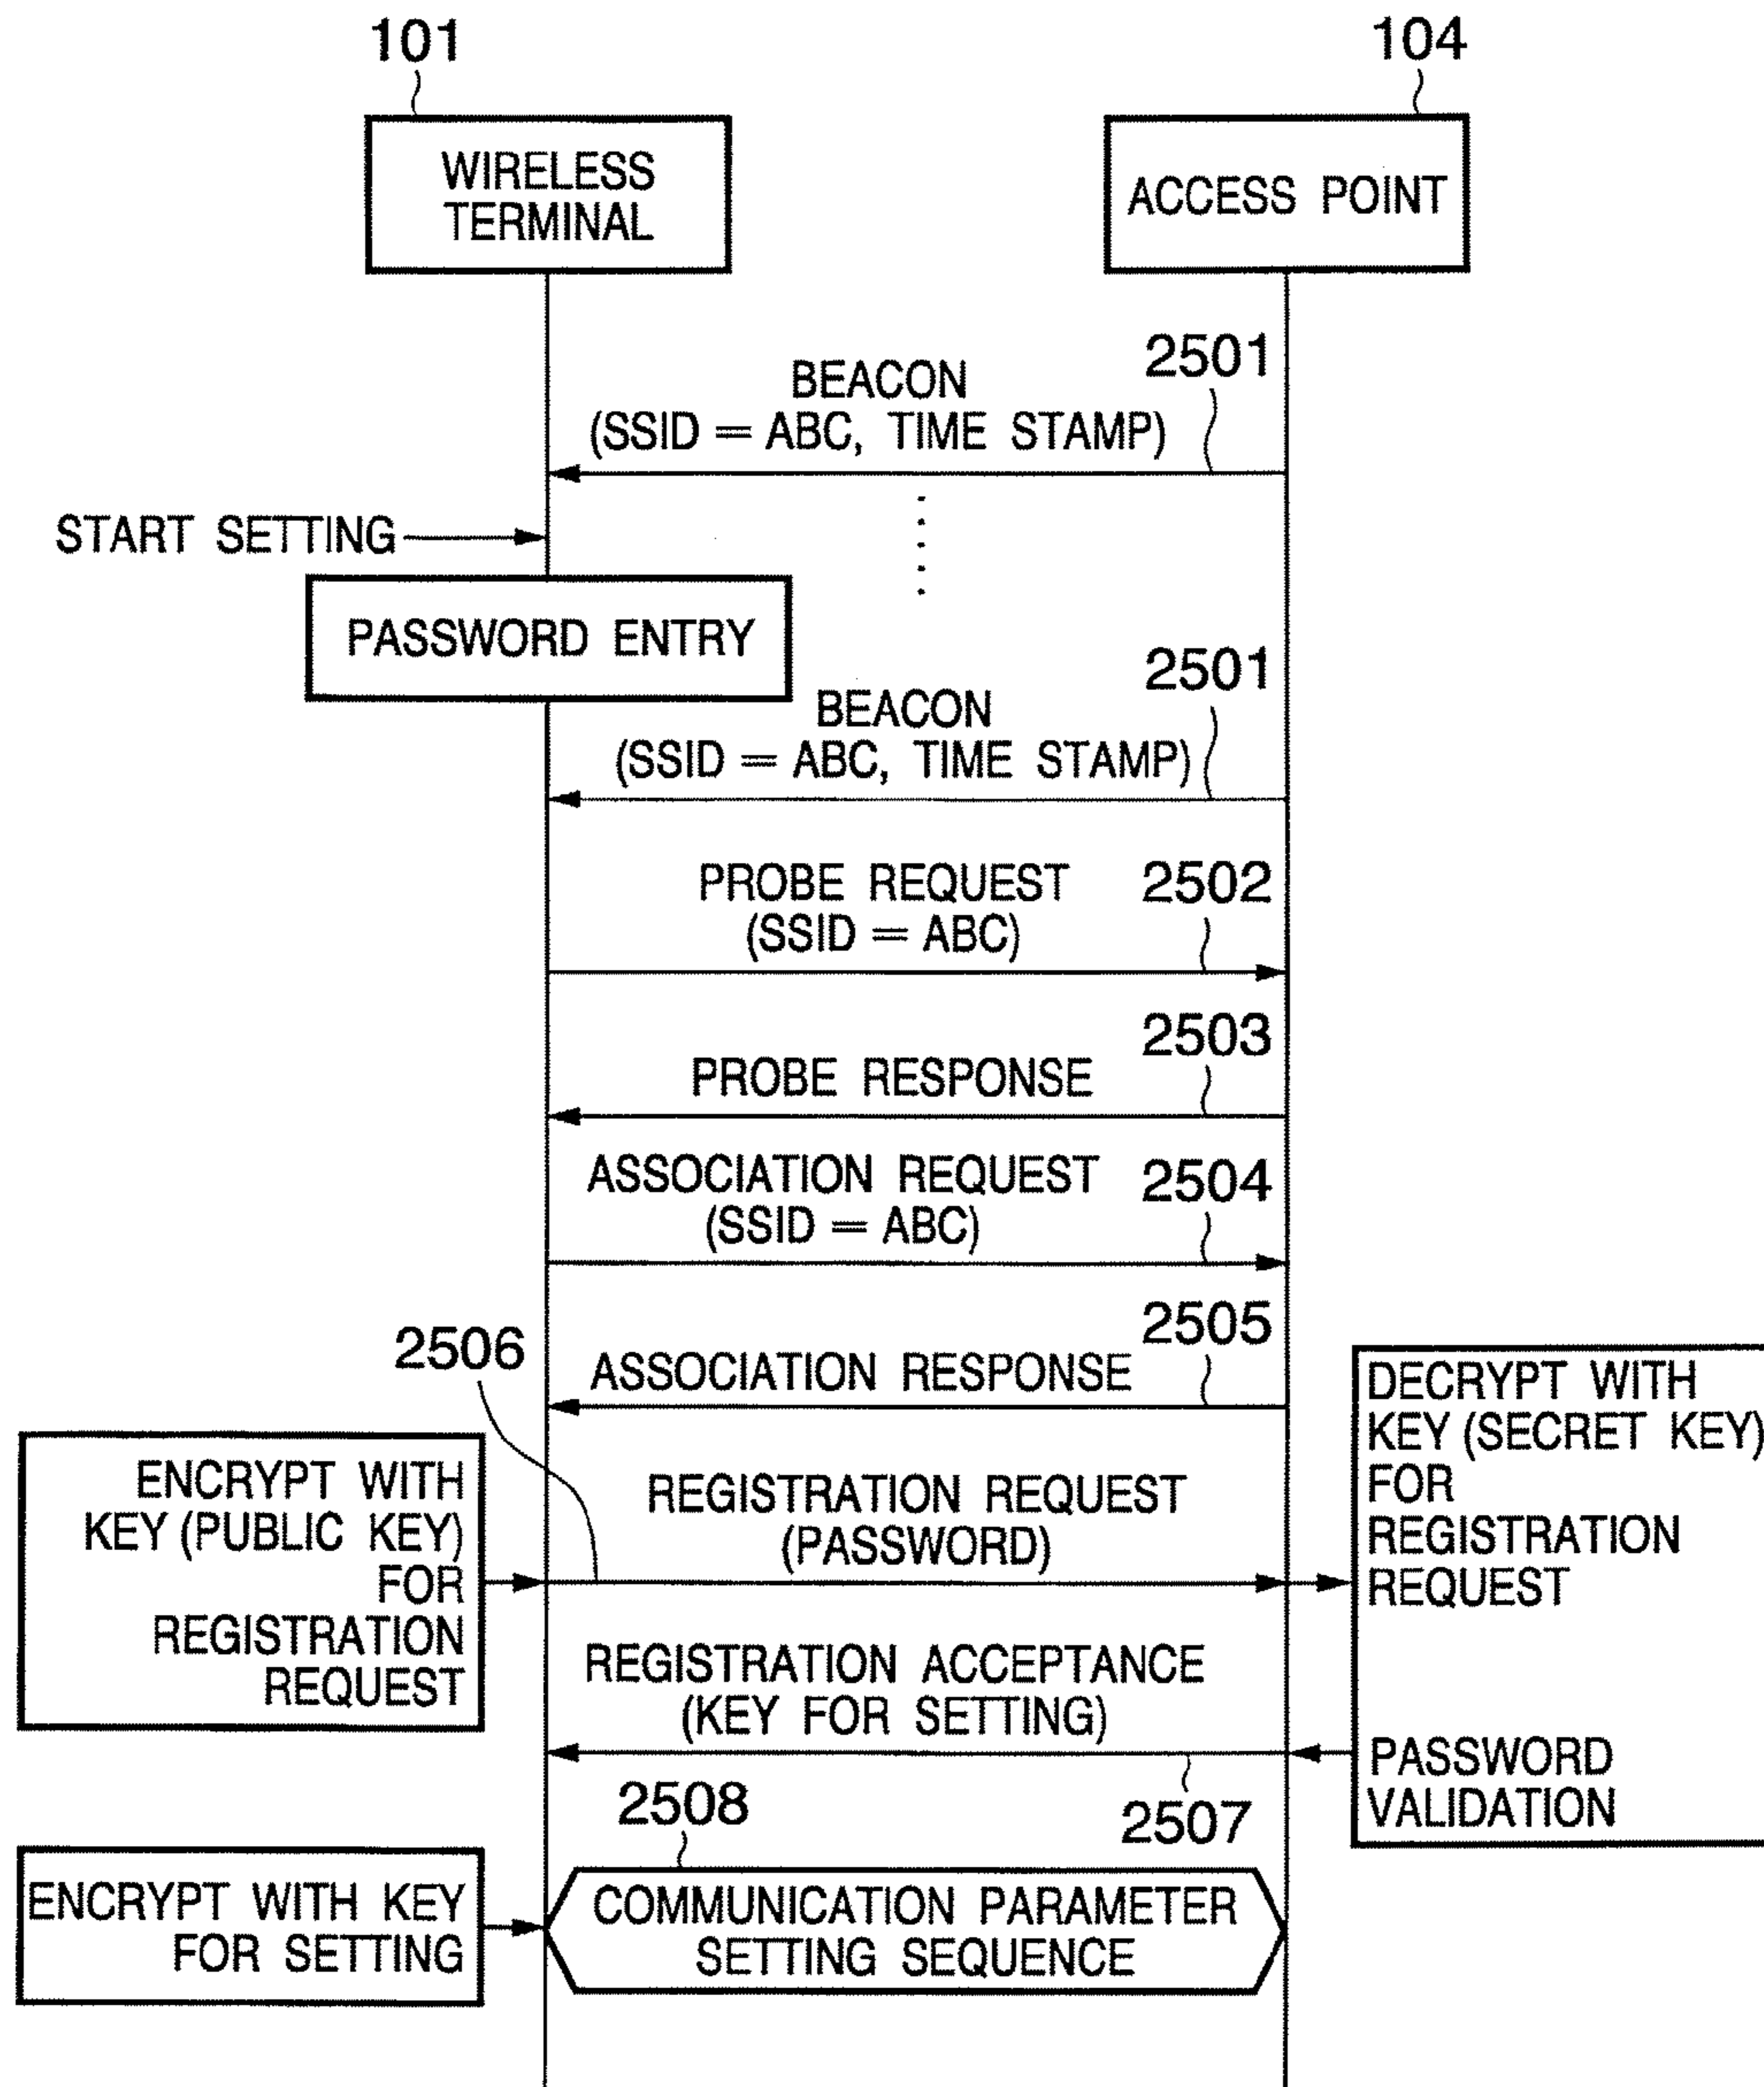 101
104
WIRELESS
TERMINAL
ACCESS POINT
2501
BEACON
(SSID = ABC, TIME STAMP)
START SETTING
PASSWORD ENTRY
2501
BEACON
(SSID = ABC, TIME STAMP)
PROBE REQUEST
(SSID = ABC)
2502
2503
PROBE RESPONSE
ASSOCIATION REQUEST
(SSID = ABC)
2504
2505
ASSOCIATION RESPONSE
2506
ENCRYPT WITH
KEY (PUBLIC KEY)
FOR
REGISTRATION
REQUEST
REGISTRATION REQUEST
(PASSWORD)
DECRYPT WITH
KEY (SECRET KEY)
FOR
REGISTRATION
REQUEST
REGISTRATION ACCEPTANCE
(KEY FOR SETTING)
2507
PASSWORD
VALIDATION
2508
ENCRYPT WITH KEY
FOR SETTING
COMMUNICATION PARAMETER
SETTING SEQUENCE